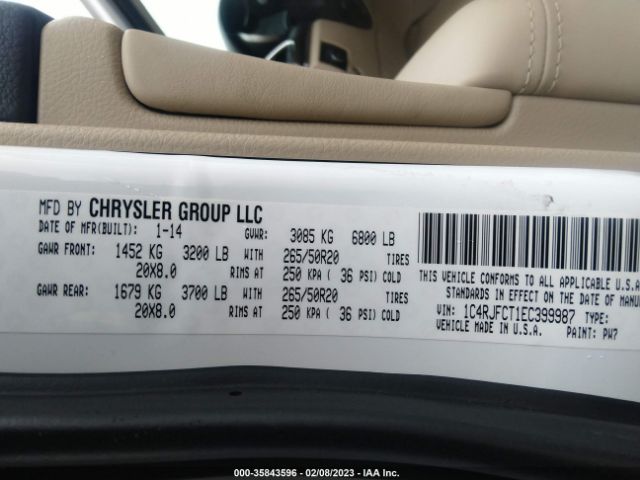 MFD BY CHRYSLER GROUP LLC
DATE OF MFR(BUILT): 1-14 GVWR: 3085 KG 6800 LB
GAWR FRONT: 1452 KG 3200 LB WITH 265/50R20 TIRES
20X8.0 RIMS AT 250 KPA ( 36 PSI) COLD
GAWR REAR: 1679 KG 3700 LB WITH 265/50R20 TIRES
20X8.0 RIMS AT 250 KPA ( 36 PSI) COLD
THIS VEHICLE CONFORMS TO ALL APPLICABLE U.S.A.
STANDARDS IN EFFECT ON THE DATE OF MANU
VIN: 1C4RJFCT1EC399987 TYPE:
VEHICLE MADE IN U.S.A. PAINT: PW7
000-35843596 - 02/08/2023 - IAA Inc.